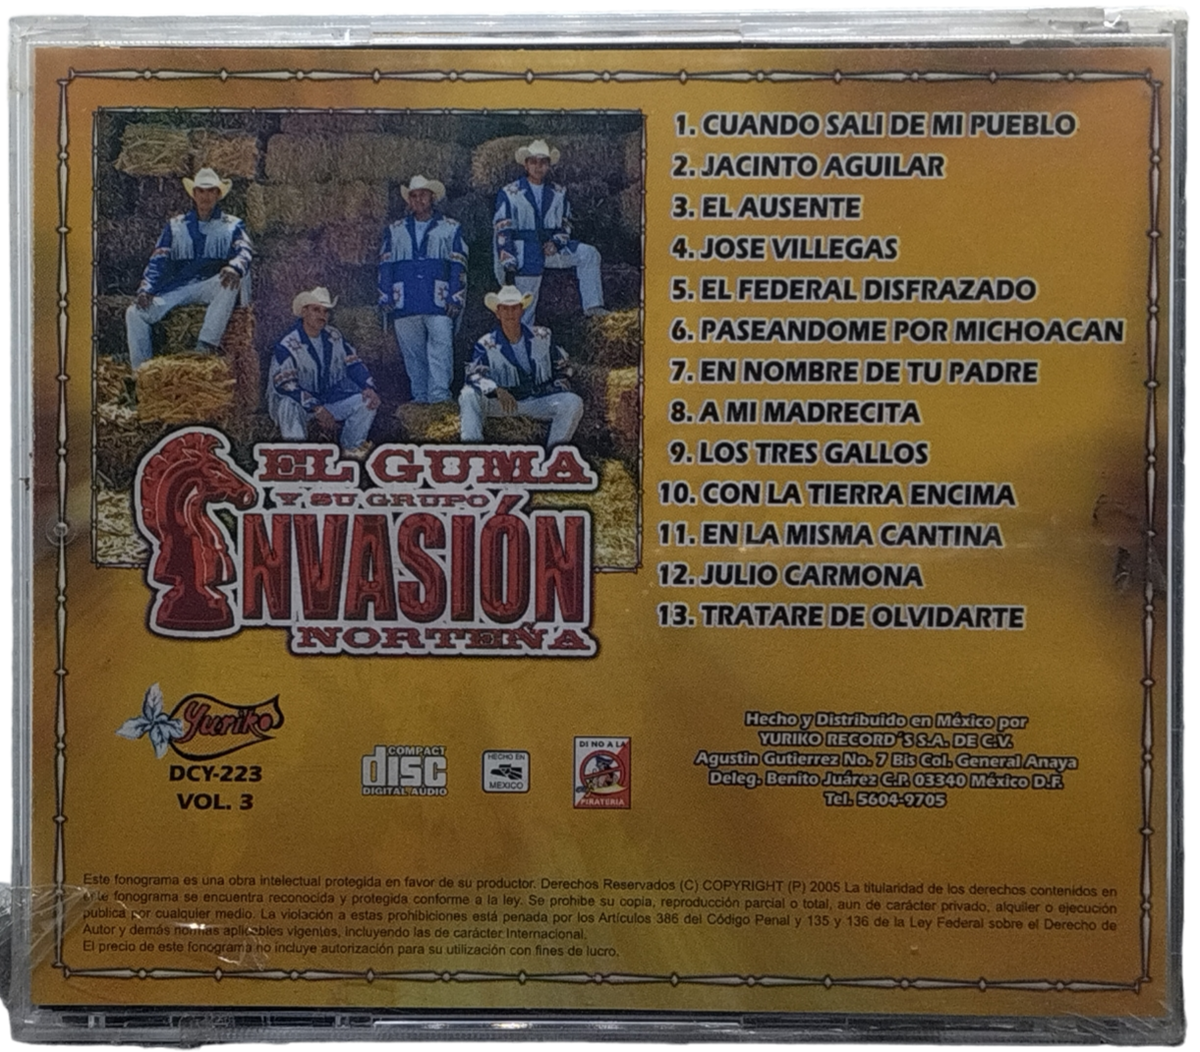 1. CUANDO SALI DE MI PUEBLO
2. JACINTO AGUILAR
3. EL AUSENTE
4. JOSE VILLEGAS
5. EL FEDERAL DISFRAZADO
6. PASEANDOME POR MICHOACAN
7. EN NOMBRE DE TU PADRE
8. A MI MADRECITA
9. LOS TRES GALLOS
10. CON LA TIERRA ENCIMA
11. EN LA MISMA CANTINA
12. JULIO CARMONA
13. TRATARE DE OLVIDARTE
EL GUMA
Y SU GRUPO
INVASIÓN
NORTEÑA
Yuriko
DCY-223
VOL. 3
COMPACT
disc
DIGITAL AUDIO
HECHO EN
MEXICO
DI NO A LA
PIRATERIA
Hecho y Distribuido en México por
YURIKO RECORD´S S.A. DE C.V.
Agustin Gutierrez No. 7 Bis Col. General Anaya
Deleg. Benito Juárez C.P. 03340 México D.F.
Tel. 5604-9705
Este fonograma es una obra intelectual protegida en favor de su productor. Derechos Reservados (C) COPYRIGHT (P) 2005 La titularidad de los derechos contenidos en
este fonograma se encuentra reconocida y protegida conforme a la ley. Se prohibe su copia, reproducción parcial o total, aun de carácter privado, alquiler o ejecución
publica por cualquier medio. La violación a estas prohibiciones está penada por los Artículos 386 del Código Penal y 135 y 136 de la Ley Federal sobre el Derecho de
Autor y demás normas aplicables vigentes, incluyendo las de carácter Internacional.
El precio de este fonograma no incluye autorización para su utilización con fines de lucro.